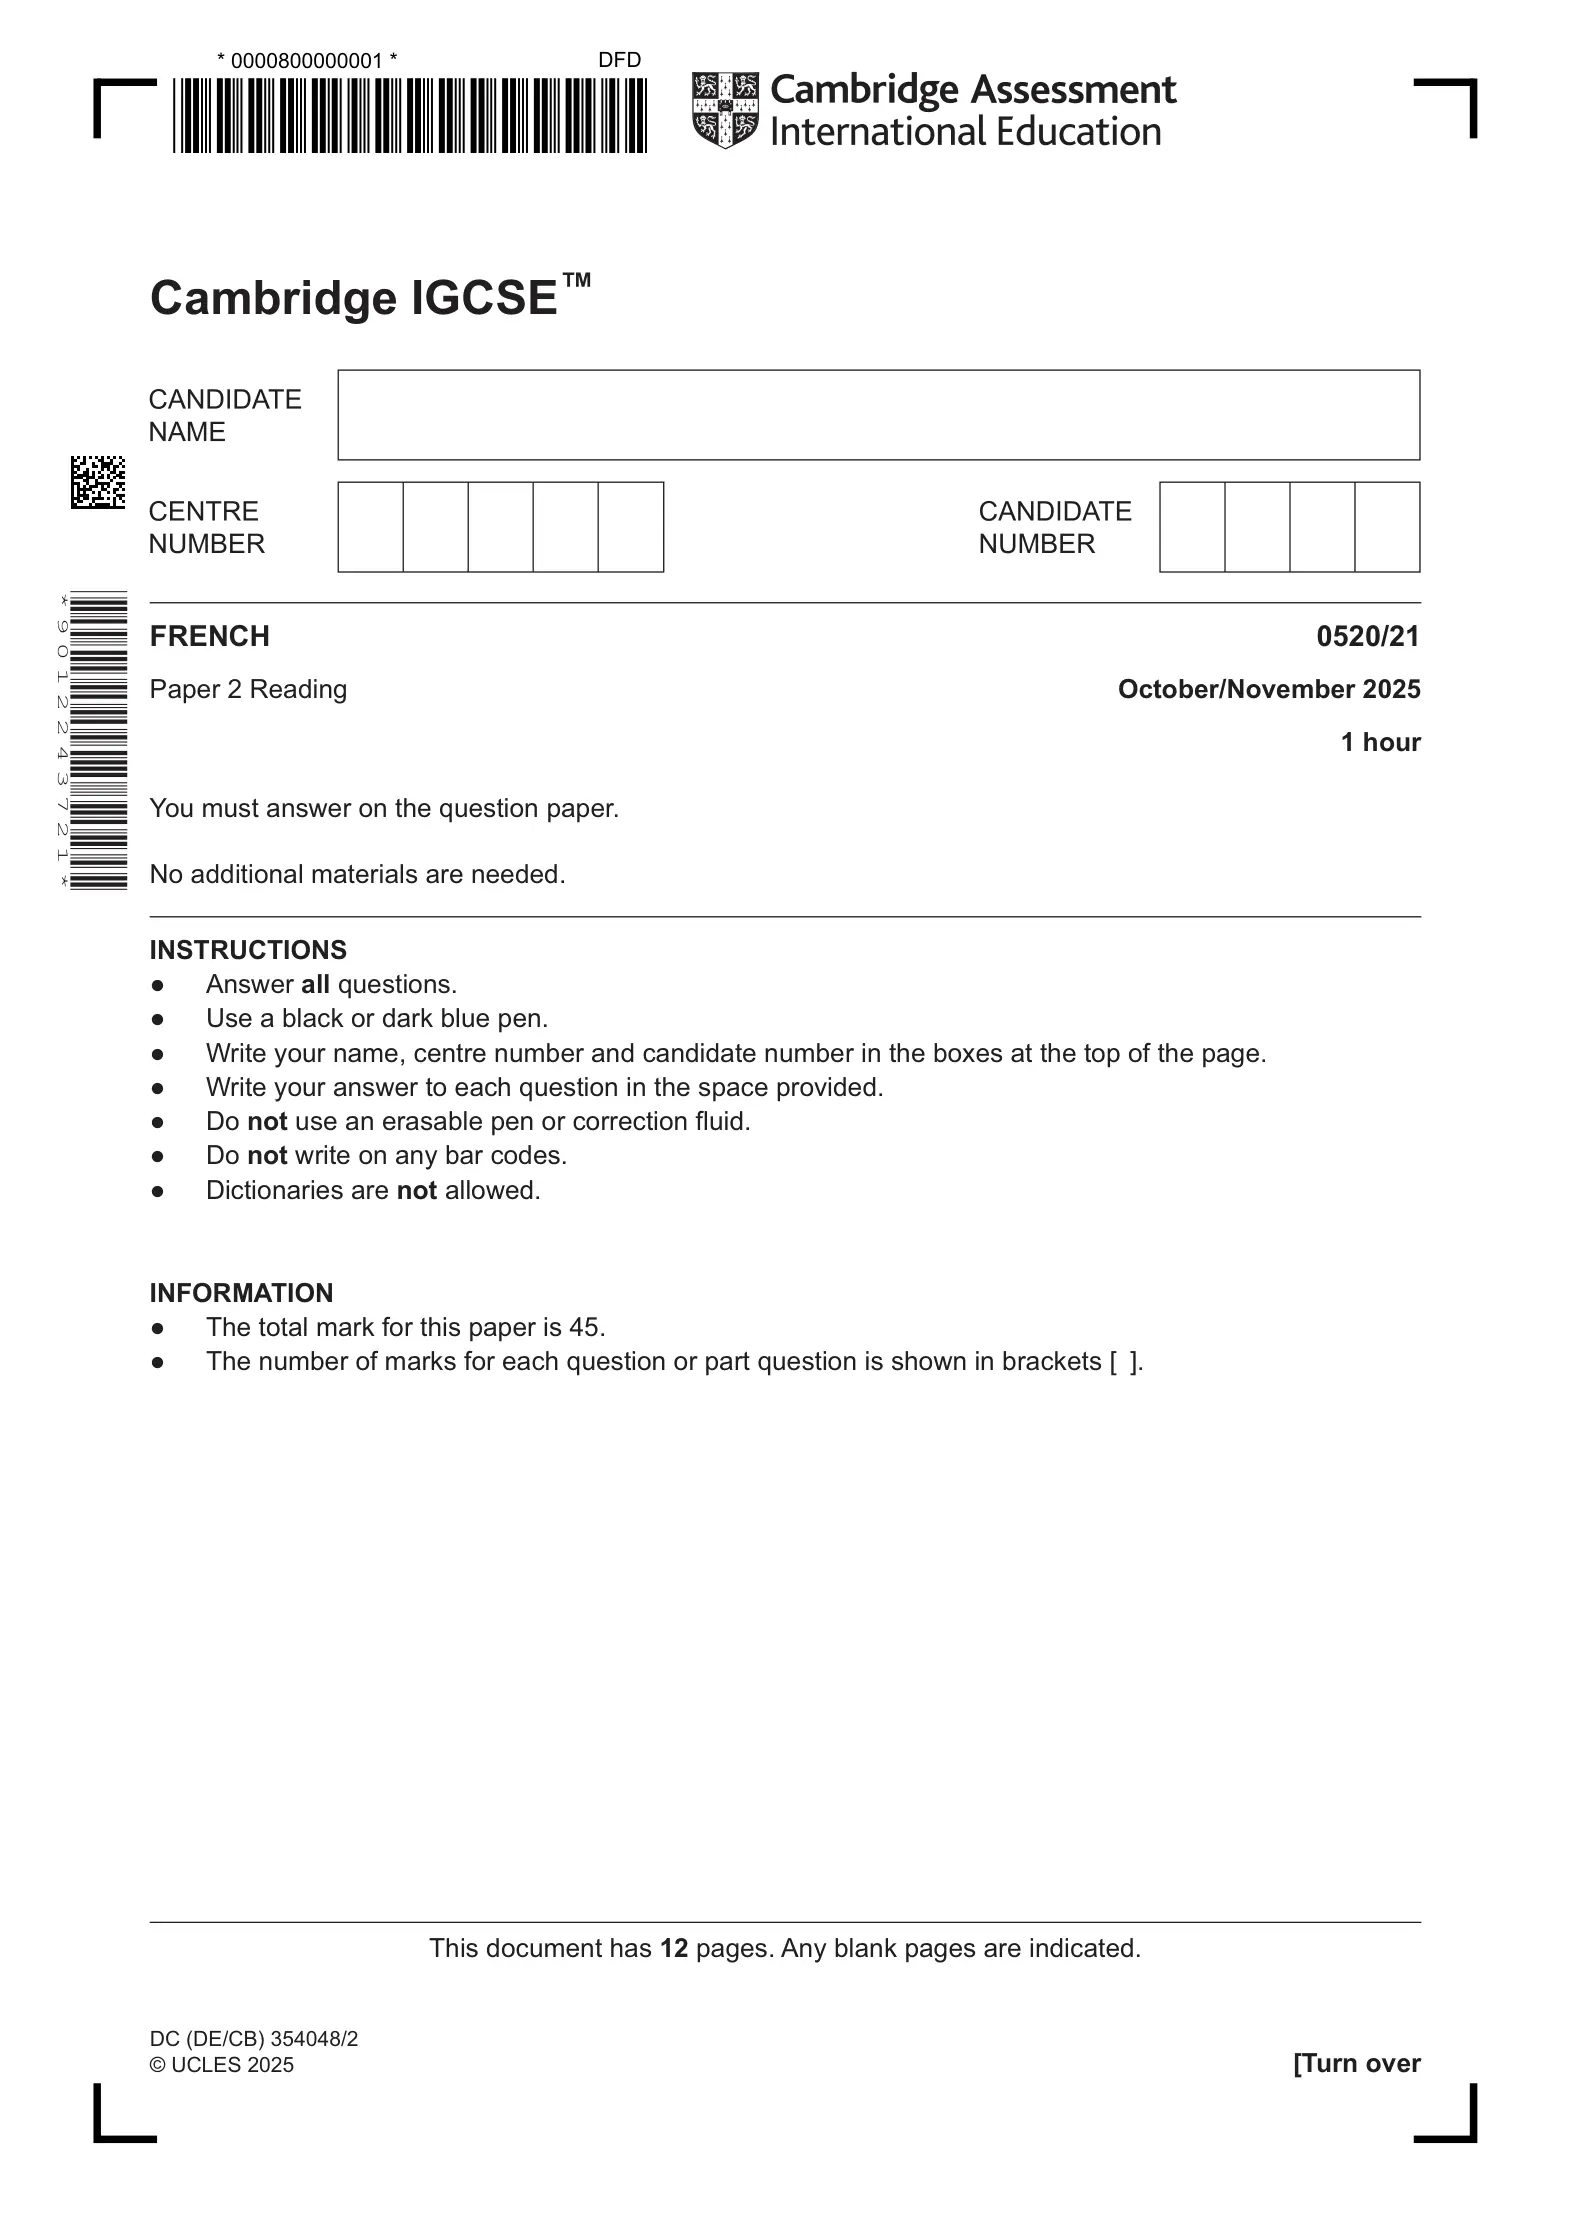 * 0000800000001 *
DFD
Cambridge Assessment
International Education
Cambridge IGCSE™
CANDIDATE
NAME
CENTRE
NUMBER
CANDIDATE
NUMBER
* 9 0 1 2 2 4 3 7 2 1 *
FRENCH 0520/21
Paper 2 Reading October/November 2025
1 hour
You must answer on the question paper.
No additional materials are needed.
INSTRUCTIONS
● Answer all questions.
● Use a black or dark blue pen.
● Write your name, centre number and candidate number in the boxes at the top of the page.
● Write your answer to each question in the space provided.
● Do not use an erasable pen or correction fluid.
● Do not write on any bar codes.
● Dictionaries are not allowed.
INFORMATION
● The total mark for this paper is 45.
● The number of marks for each question or part question is shown in brackets [ ].
This document has 12 pages. Any blank pages are indicated.
DC (DE/CB) 354048/2
© UCLES 2025
[Turn over